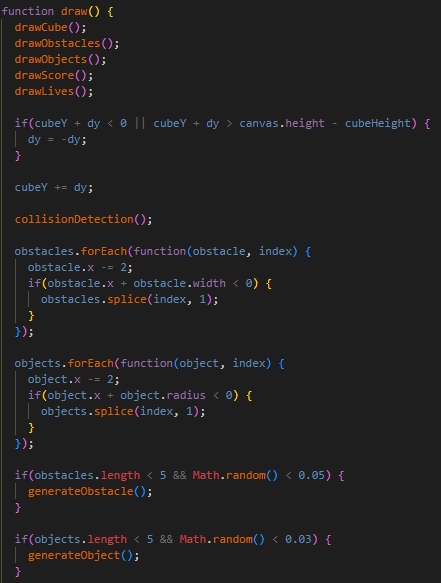 function draw() {
  drawCube();
  drawObstacles();
  drawObjects();
  drawScore();
  drawLives();

  if(cubeY + dy < 0 || cubeY + dy > canvas.height - cubeHeight) {
    dy = -dy;
  }

  cubeY += dy;

  collisionDetection();

  obstacles.forEach(function(obstacle, index) {
    obstacle.x -= 2;
    if(obstacle.x + obstacle.width < 0) {
      obstacles.splice(index, 1);
    }
  });

  objects.forEach(function(object, index) {
    object.x -= 2;
    if(object.x + object.radius < 0) {
      objects.splice(index, 1);
    }
  });

  if(obstacles.length < 5 && Math.random() < 0.05) {
    generateObstacle();
  }

  if(objects.length < 5 && Math.random() < 0.03) {
    generateObject();
  }